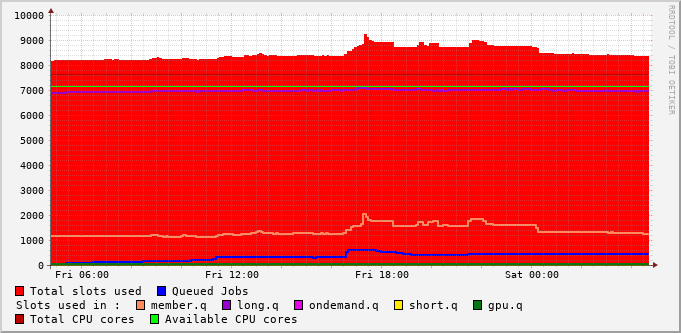 10000
9000
8000
7000
6000
5000
4000
3000
2000
1000
0
Fri 06:00 Fri 12:00 Fri 18:00 Sat 00:00
Total slots used Queued Jobs
Slots used in : member.q long.q ondemand.q short.q gpu.q
Total CPU cores Available CPU cores
RRDTOOL / TOBI OETIKER